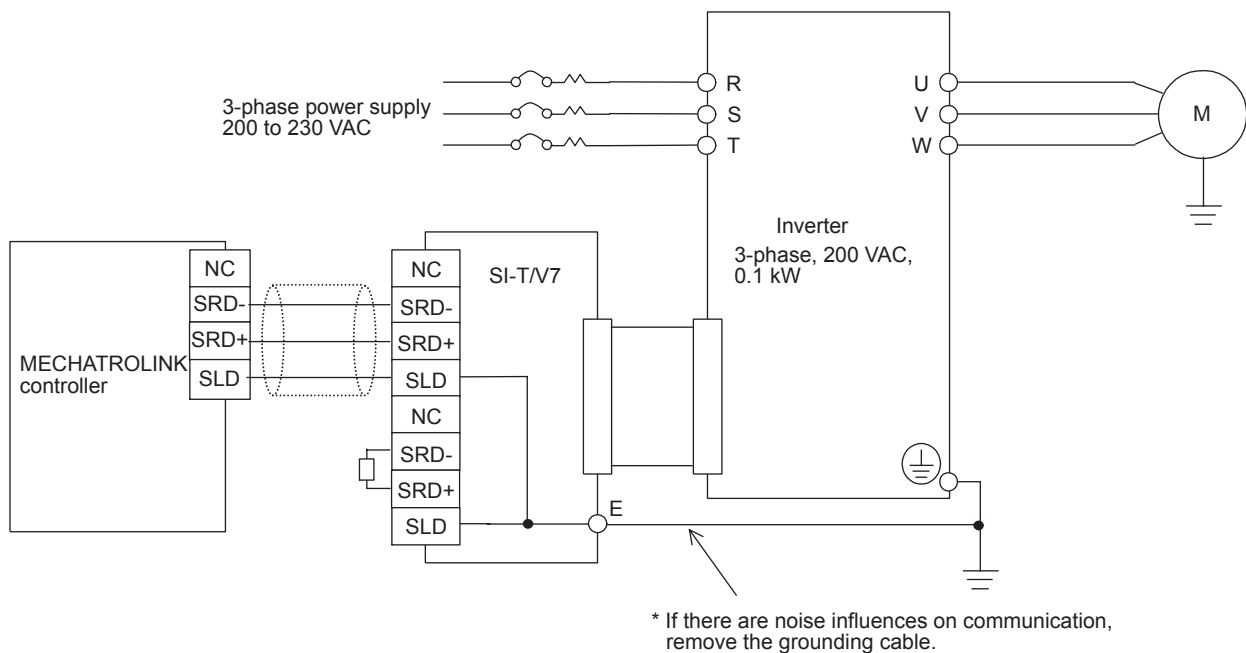 3-phase power supply
200 to 230 VAC
R
S
T
U
V
W
M
Inverter
3-phase, 200 VAC,
0.1 kW
MECHATROLINK
controller
NC
SRD-
SRD+
SLD
SI-T/V7
NC
SRD-
SRD+
SLD
NC
SRD-
SRD+
SLD
E
* If there are noise influences on communication,
remove the grounding cable.